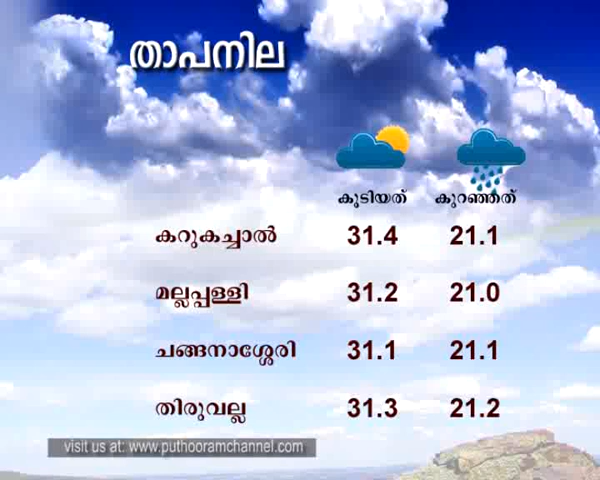 താപനില
കൂടിയത് കുറഞ്ഞത്
കറുകച്ചാൽ 31.4 21.1
മല്ലപ്പള്ളി 31.2 21.0
ചങ്ങനാശ്ശേരി 31.1 21.1
തിരുവല്ല 31.3 21.2
visit us at: www.puthooramchannel.com